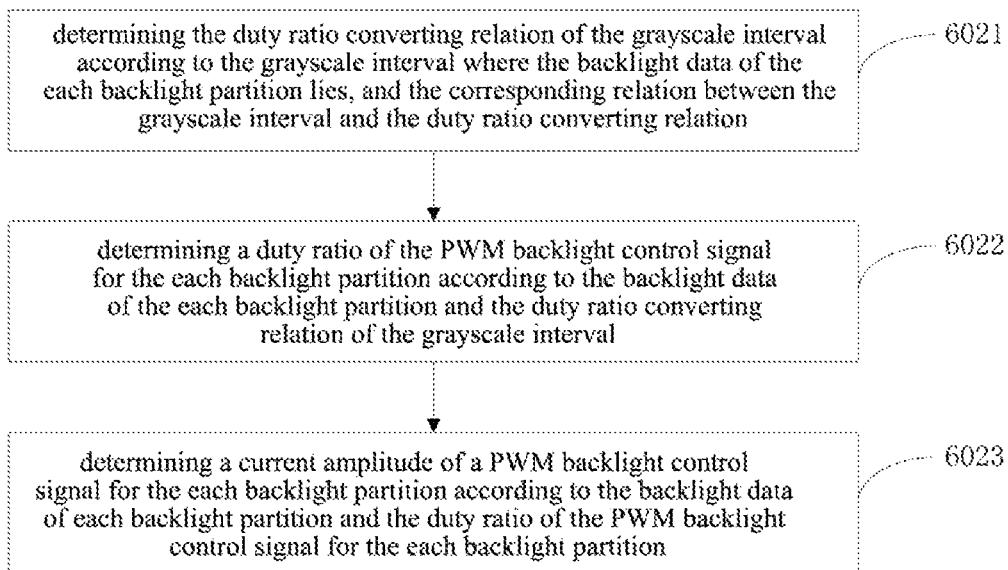 determining the duty ratio converting relation of the grayscale interval
according to the grayscale interval where the backlight data of the
each backlight partition lies, and the corresponding relation between the
grayscale interval and the duty ratio converting relation
6021
determining a duty ratio of the PWM backlight control signal
for the each backlight partition according to the backlight data
of the each backlight partition and the duty ratio converting
relation of the grayscale interval
6022
determining a current amplitude of a PWM backlight control
signal for the each backlight partition according to the backlight data
of each backlight partition and the duty ratio of the PWM backlight
control signal for the each backlight partition
6023